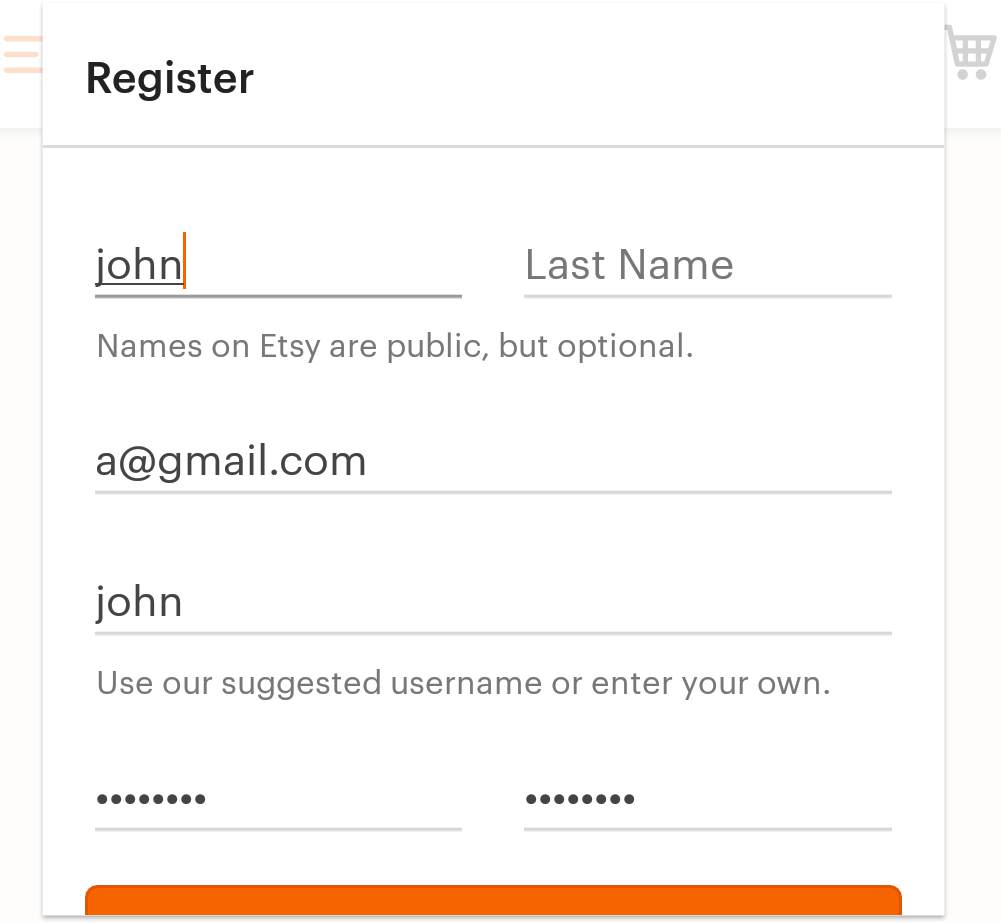 Register
john Last Name
Names on Etsy are public, but optional.
a@gmail.com
john
Use our suggested username or enter your own.
•••••••• ••••••••